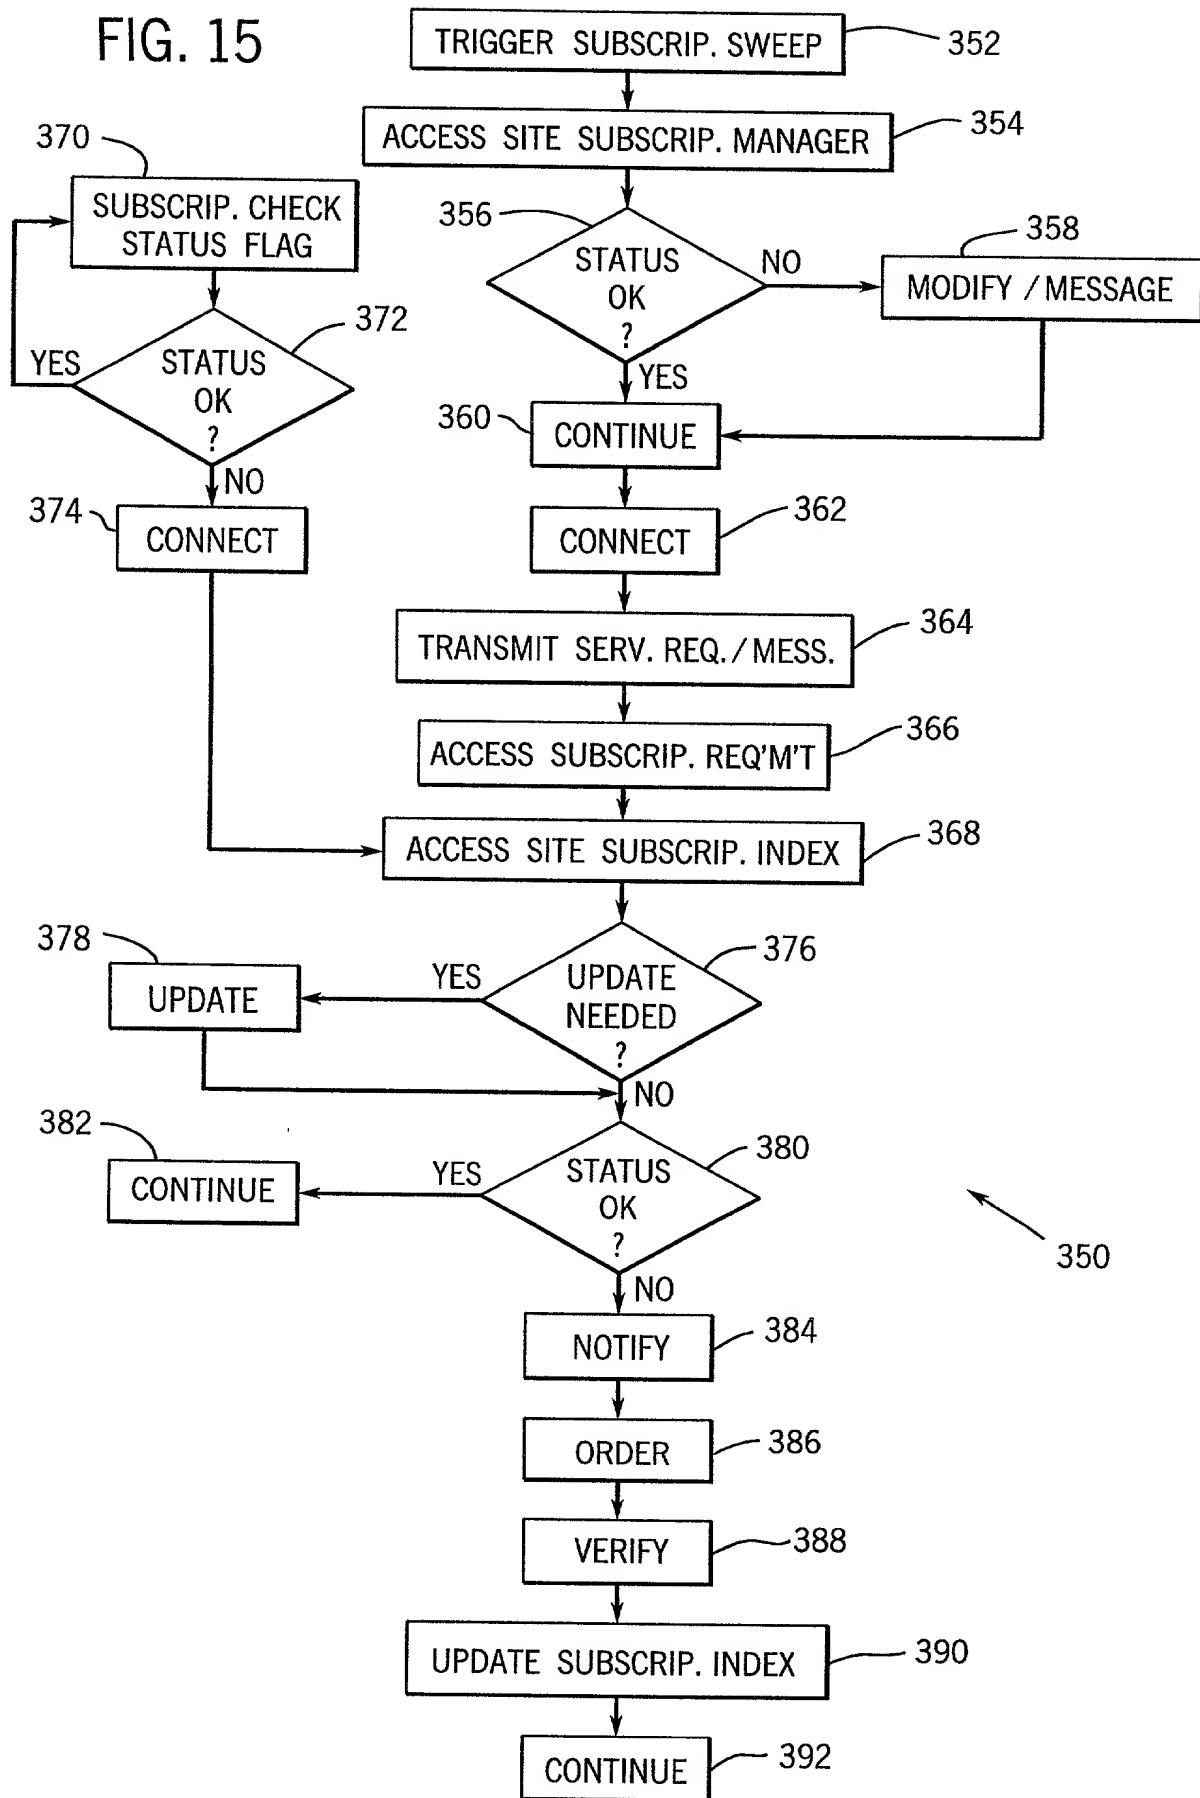 FIG. 15
TRIGGER SUBSCRIP. SWEEP
352
ACCESS SITE SUBSCRIP. MANAGER
354
370
SUBSCRIP. CHECK
STATUS FLAG
356
STATUS
OK
?
NO
358
MODIFY / MESSAGE
372
YES
STATUS
OK
?
NO
YES
360
CONTINUE
374
CONNECT
362
CONNECT
364
TRANSMIT SERV. REQ. / MESS.
366
ACCESS SUBSCRIP. REQ'M'T
368
ACCESS SITE SUBSCRIP. INDEX
378
UPDATE
YES
376
UPDATE
NEEDED
?
NO
382
CONTINUE
YES
380
STATUS
OK
?
NO
350
384
NOTIFY
386
ORDER
388
VERIFY
390
UPDATE SUBSCRIP. INDEX
392
CONTINUE